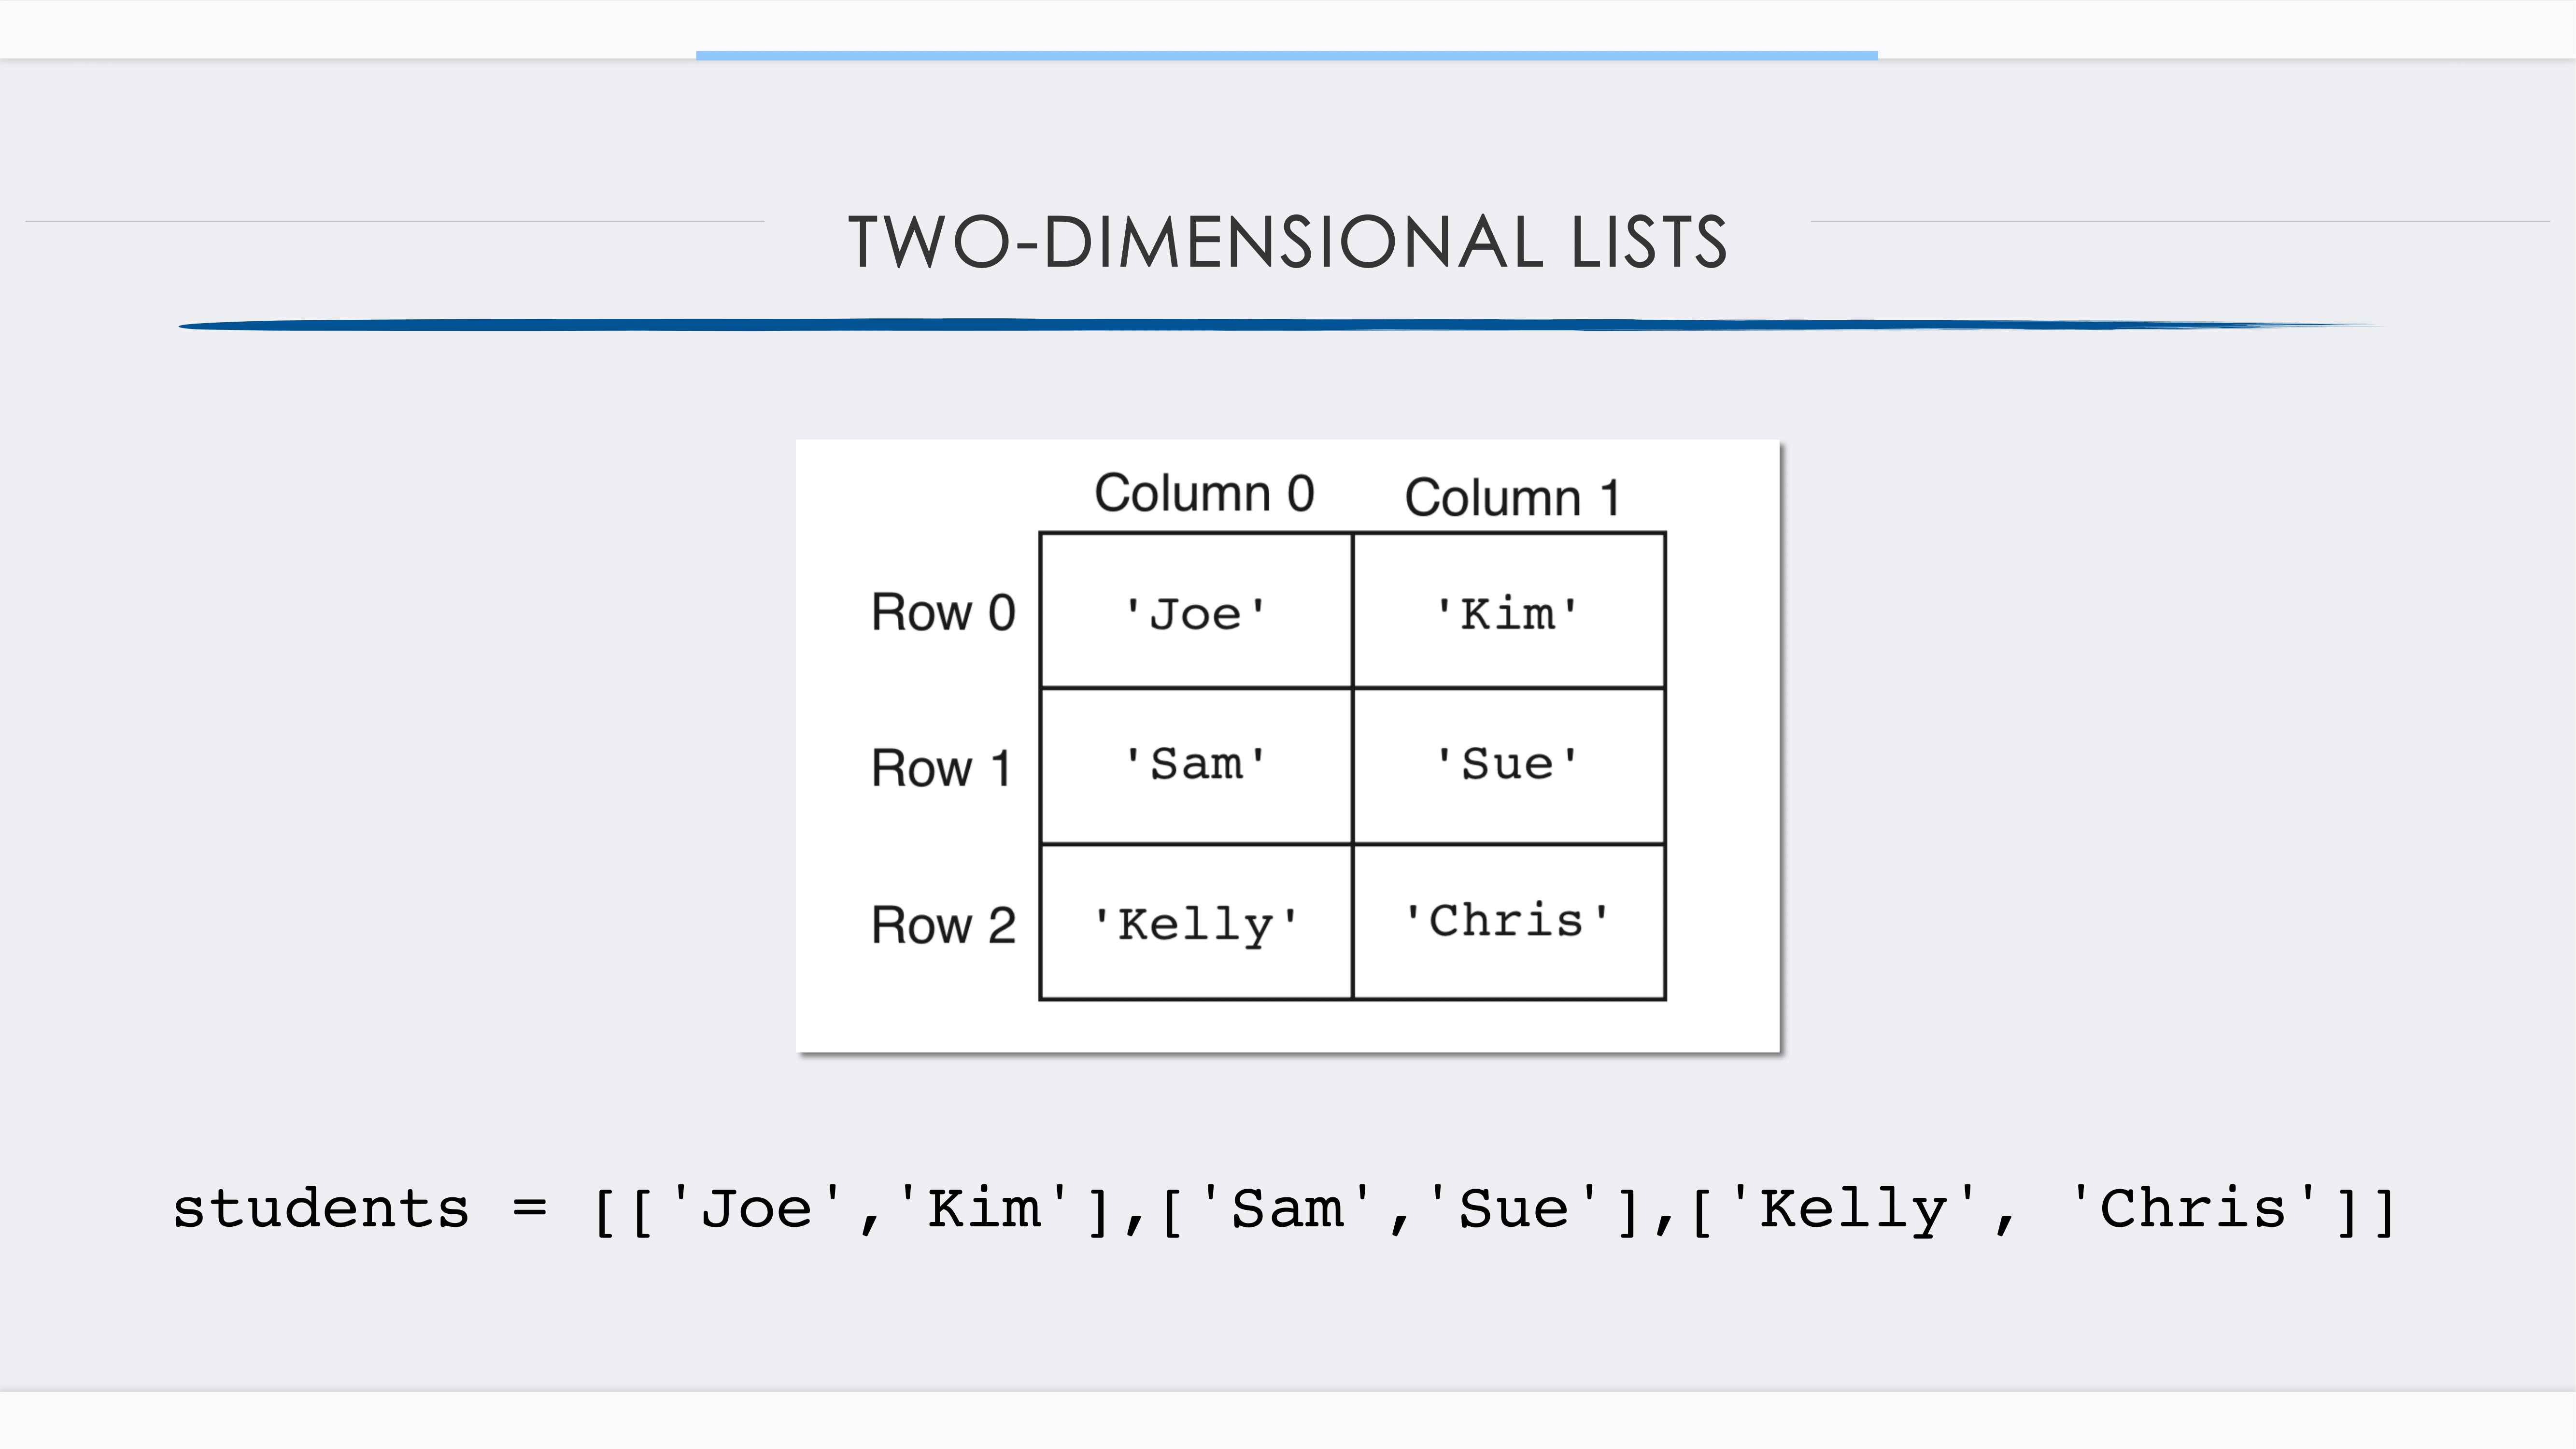 TWO-DIMENSIONAL LISTS
Column 0 Column 1
Row 0 'Joe' 'Kim'
Row 1 'Sam' 'Sue'
Row 2 'Kelly' 'Chris'
students = [['Joe','Kim'],['Sam','Sue'],['Kelly', 'Chris']]